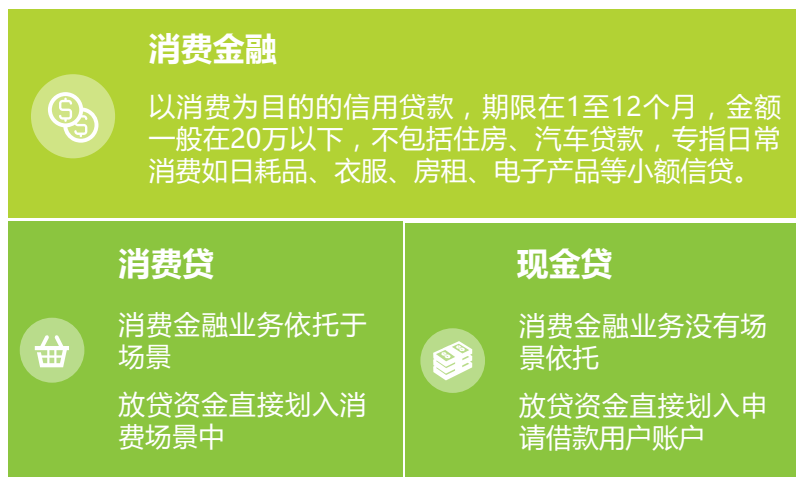 消费金融
以消费为目的的信用贷款，期限在1至12个月，金额
一般在20万以下，不包括住房、汽车贷款，专指日常
消费如日耗品、衣服、房租、电子产品等小额信贷。
消费贷
消费金融业务依托于
场景
放贷资金直接划入消
费场景中
现金贷
消费金融业务没有场
景依托
放贷资金直接划入申
请借款用户账户